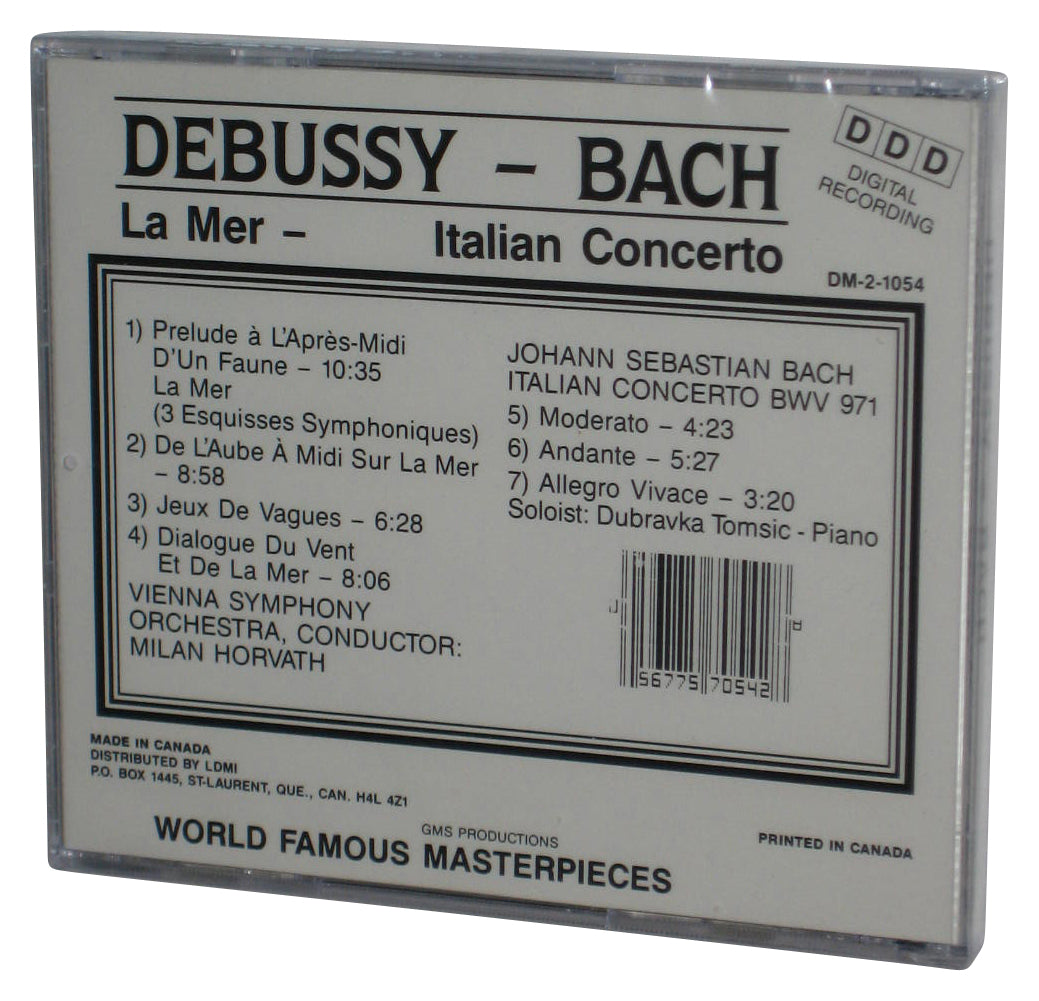 DEBUSSY – BACH
La Mer – Italian Concerto
DDD
DIGITAL
RECORDING
DM-2-1054
1) Prelude à L'Après-Midi
D'Un Faune – 10:35
La Mer
(3 Esquisses Symphoniques)
2) De L'Aube À Midi Sur La Mer
– 8:58
3) Jeux De Vagues – 6:28
4) Dialogue Du Vent
Et De La Mer – 8:06
VIENNA SYMPHONY
ORCHESTRA, CONDUCTOR:
MILAN HORVATH
JOHANN SEBASTIAN BACH
ITALIAN CONCERTO BWV 971
5) Moderato – 4:23
6) Andante – 5:27
7) Allegro Vivace – 3:20
Soloist: Dubravka Tomsic - Piano
56775 70542
MADE IN CANADA
DISTRIBUTED BY LDMI
P.O. BOX 1445, ST-LAURENT, QUE., CAN. H4L 4Z1
GMS PRODUCTIONS
WORLD FAMOUS MASTERPIECES
PRINTED IN CANADA